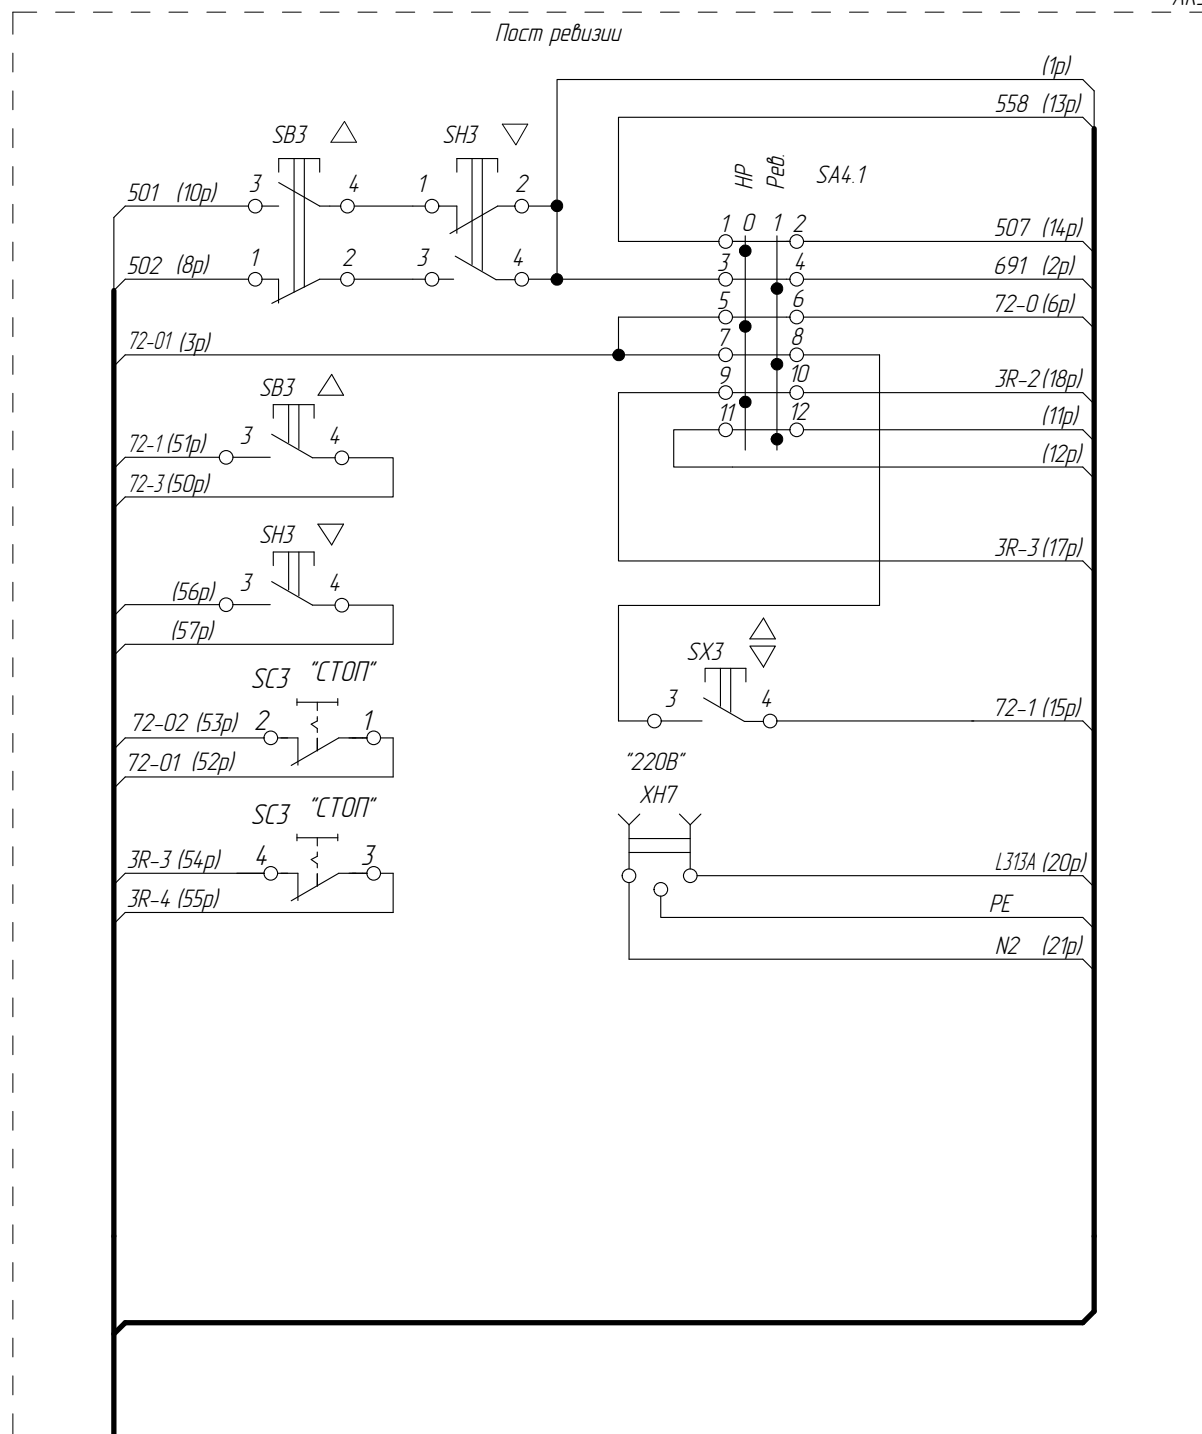 Пост ревизии
(1р)
558 (13р)
SB3
SH3
НР
Рев.
SA4.1
501 (10р)
3
4
1
2
1
0
1
2
507 (14р)
502 (8р)
1
2
3
4
3
4
691 (2р)
5
6
72-0 (6р)
72-01 (3р)
7
8
9
10
3R-2 (18р)
11
12
(11р)
(12р)
SB3
72-1 (51р)
3
4
72-3 (50р)
SH3
3R-3 (17р)
(56р)
3
4
(57р)
SC3
"СТОП"
SX3
72-02 (53р)
2
1
3
4
72-1 (15р)
72-01 (52р)
"220В"
XH7
SC3
"СТОП"
3R-3 (54р)
4
3
L313A (20р)
3R-4 (55р)
PE
N2 (21р)